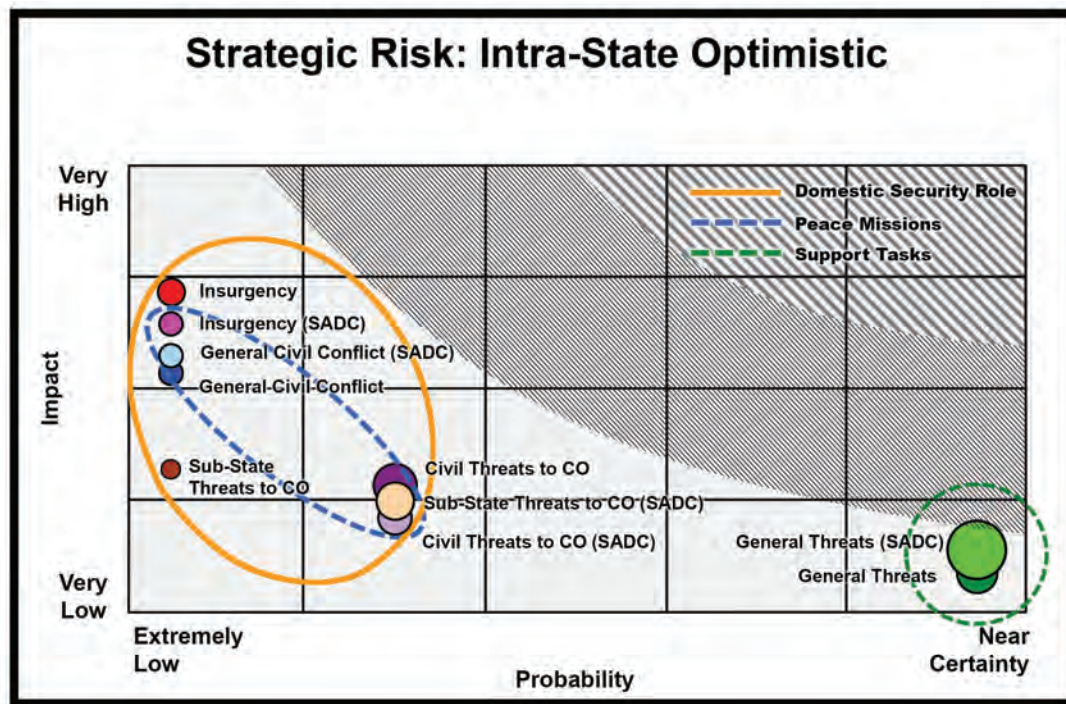 Strategic Risk: Intra-State Optimistic
Very
High
Domestic Security Role
Peace Missions
Support Tasks
Insurgency
Insurgency (SADC)
General Civil Conflict (SADC)
General Civil Conflict
Impact
Sub-State
Threats to CO
Civil Threats to CO
Sub-State Threats to CO (SADC)
Civil Threats to CO (SADC)
General Threats (SADC)
General Threats
Very
Low
Extremely
Low
Near
Certainty
Probability